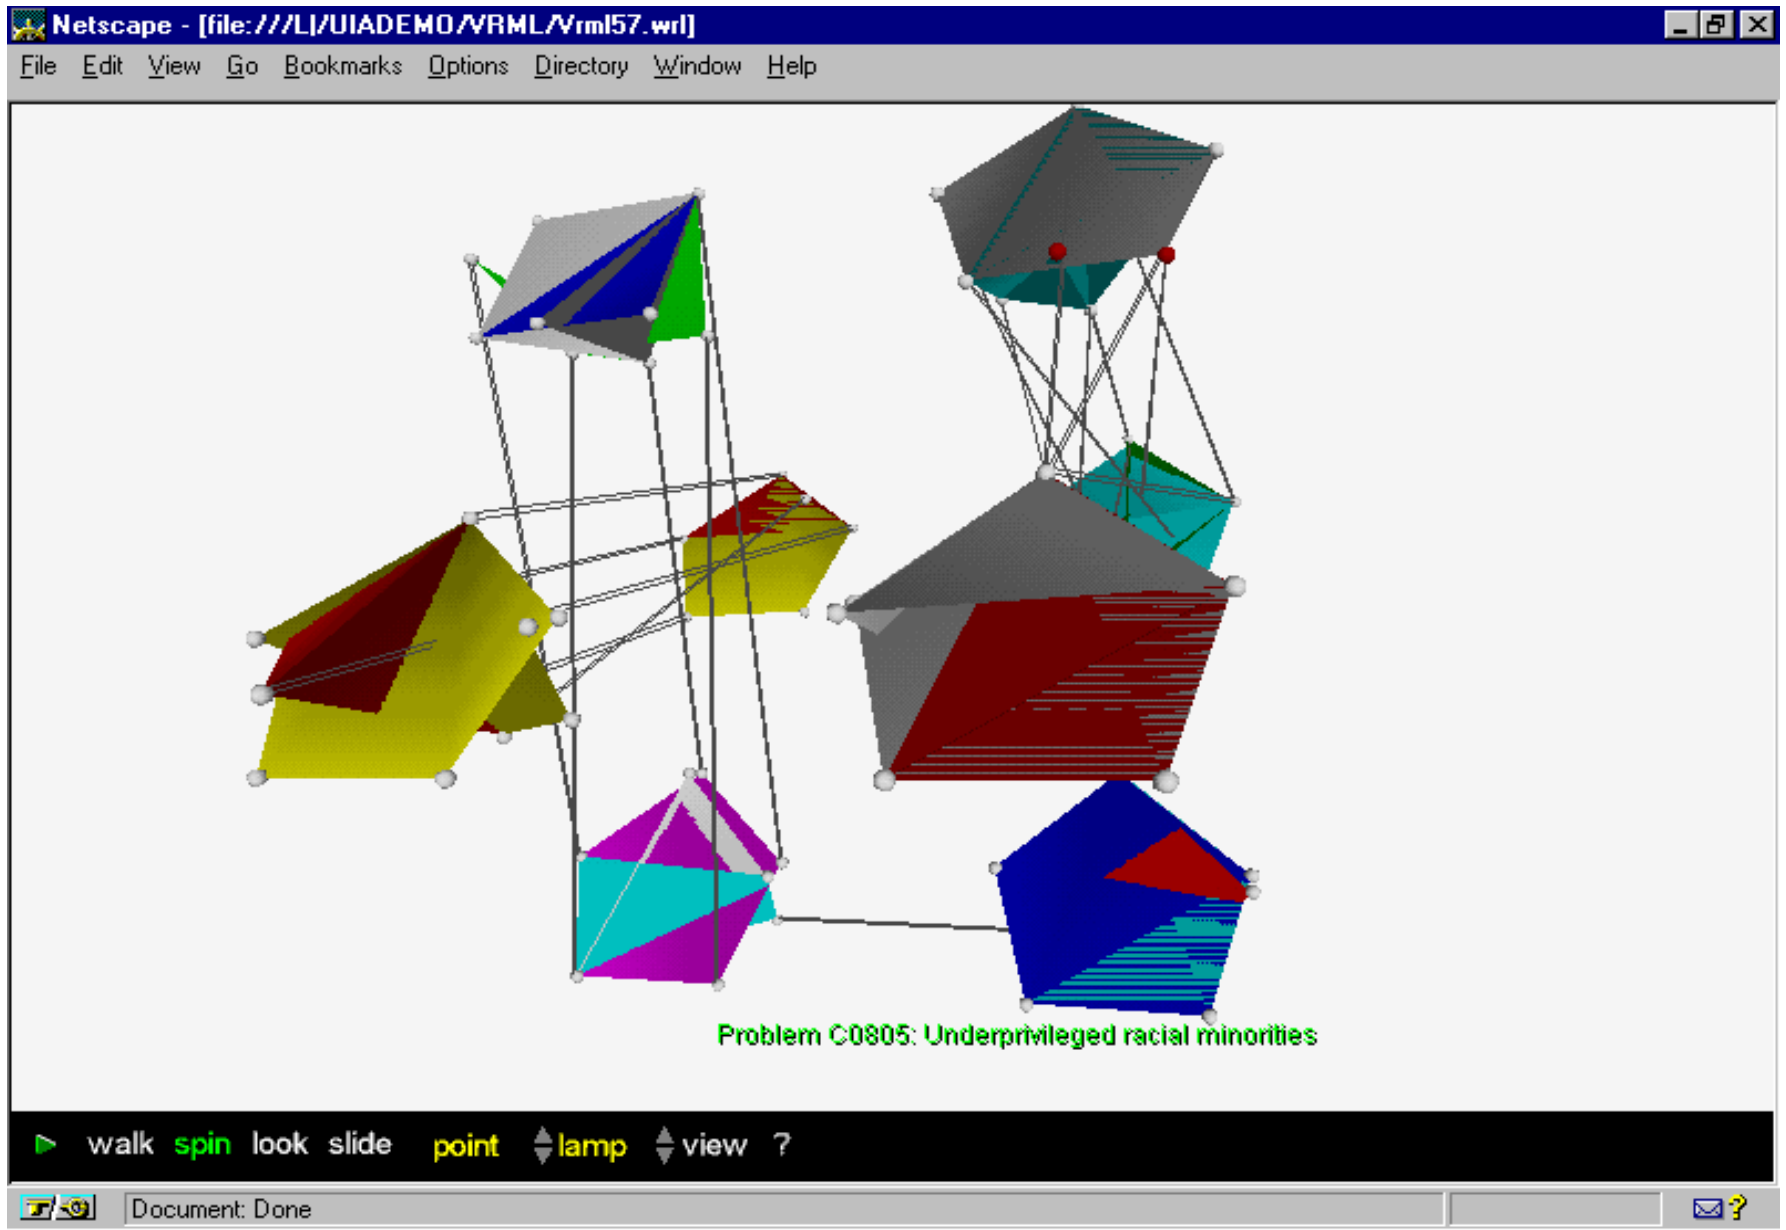 Netscape - [file:///L|/UIADEMO/VRML/Vrml57.wrl]
File Edit View Go Bookmarks Options Directory Window Help
Problem C0805: Underprivileged racial minorities
walk spin look slide point lamp view ?
Document: Done